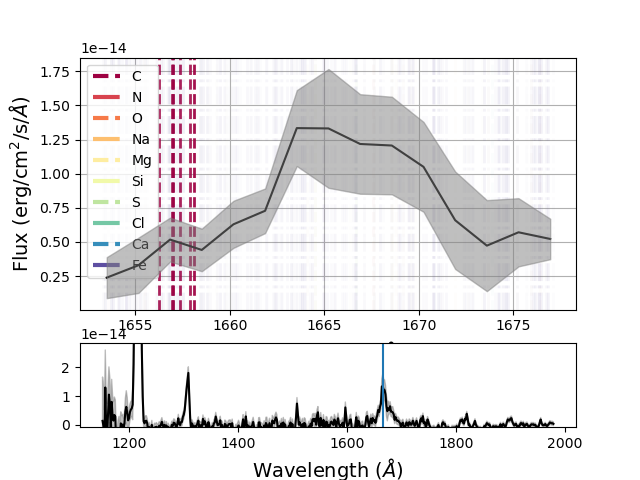 1e−14
1.75
1.50
1.25
1.00
0.75
0.50
0.25
Flux (erg/cm²/s/Å)
C
N
O
Na
Mg
Si
S
Cl
Ca
Fe
1655 1660 1665 1670 1675
1e−14
2
1
0
1200 1400 1600 1800 2000
Wavelength (Å)